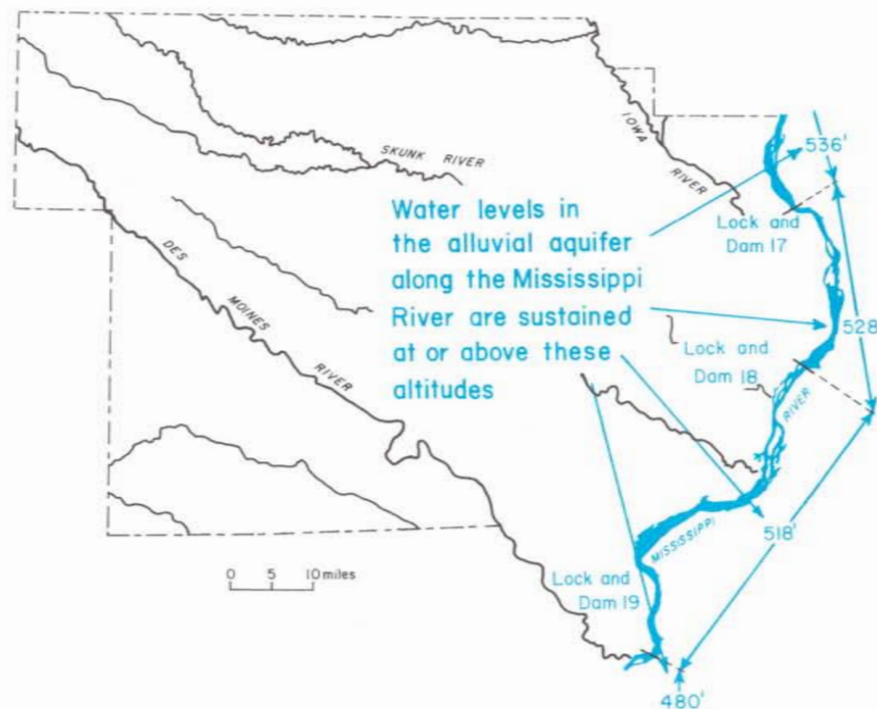 536'
IOWA
RIVER
SKUNK RIVER
Water levels in
the alluvial aquifer
along the Mississippi
River are sustained
at or above these
altitudes
Lock and
Dam 17
DES
MOINES
RIVER
528
Lock and
Dam 18
RIVER
MISSISSIPPI
518'
0 5 10 miles
Lock and
Dam 19
480'